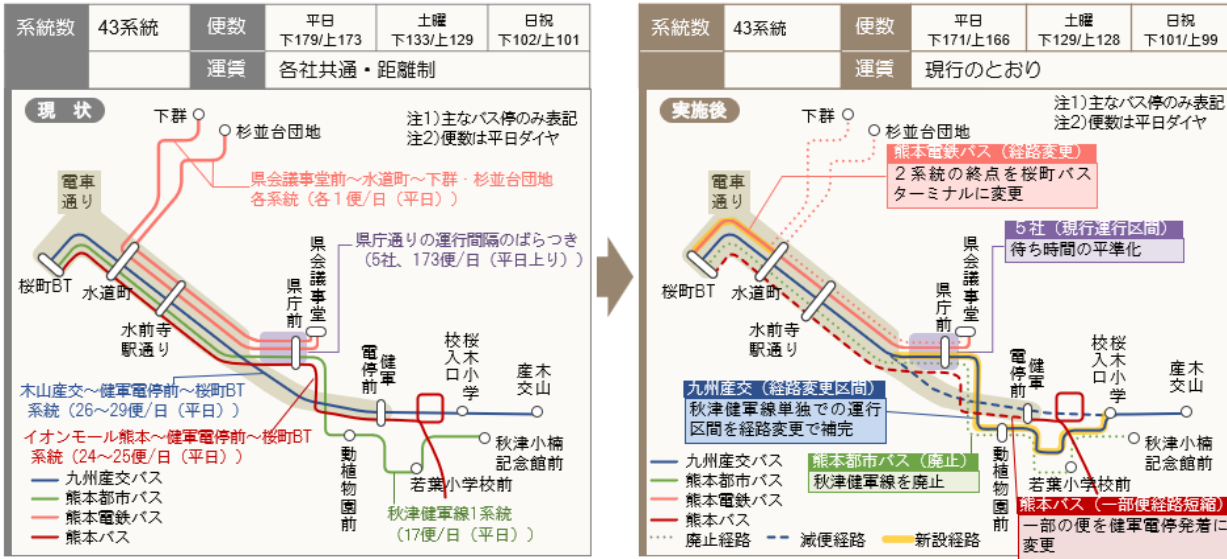 系統数 43系統 便数 平日 土曜 日祝
下179/上173 下133/上129 下102/上101
運賃 各社共通・距離制
現 状
注1)主なバス停のみ表記
注2)便数は平日ダイヤ
下群
杉並台団地
電車
通り
県会議事堂前～水道町～下群・杉並台団地
各系統（各1便/日（平日））
県庁通りの運行間隔のばらつき
（5社、173便/日（平日上り））
桜町BT
水道町
水前寺
駅通り
県庁前
県会議事堂
健軍
電停前
桜木小学
校入口
木山
産交
木山産交～健軍電停前～桜町BT
系統（26～29便/日（平日））
イオンモール熊本～健軍電停前～桜町BT
系統（24～25便/日（平日））
動植物園前
若葉小学校前
秋津小楠
記念館前
秋津健軍線1系統
（17便/日（平日））
九州産交バス
熊本都市バス
熊本電鉄バス
熊本バス
系統数 43系統 便数 平日 土曜 日祝
下171/上166 下129/上128 下101/上99
運賃 現行のとおり
実施後
注1)主なバス停のみ表記
注2)便数は平日ダイヤ
下群
杉並台団地
電車
通り
熊本電鉄バス（経路変更）
２系統の終点を桜町バス
ターミナルに変更
５社（現行運行区間）
待ち時間の平準化
桜町BT
水道町
水前寺
駅通り
県庁前
県会議事堂
健軍
電停前
桜木小学
校入口
木山
産交
九州産交（経路変更区間）
秋津健軍線単独での運行
区間を経路変更で補完
熊本都市バス（廃止）
秋津健軍線を廃止
動植物園前
若葉小学校前
秋津小楠
記念館前
熊本バス（一部便経路短縮）
一部の便を健軍電停発着に
変更
九州産交バス
熊本都市バス
熊本電鉄バス
熊本バス
廃止経路 減便経路 新設経路